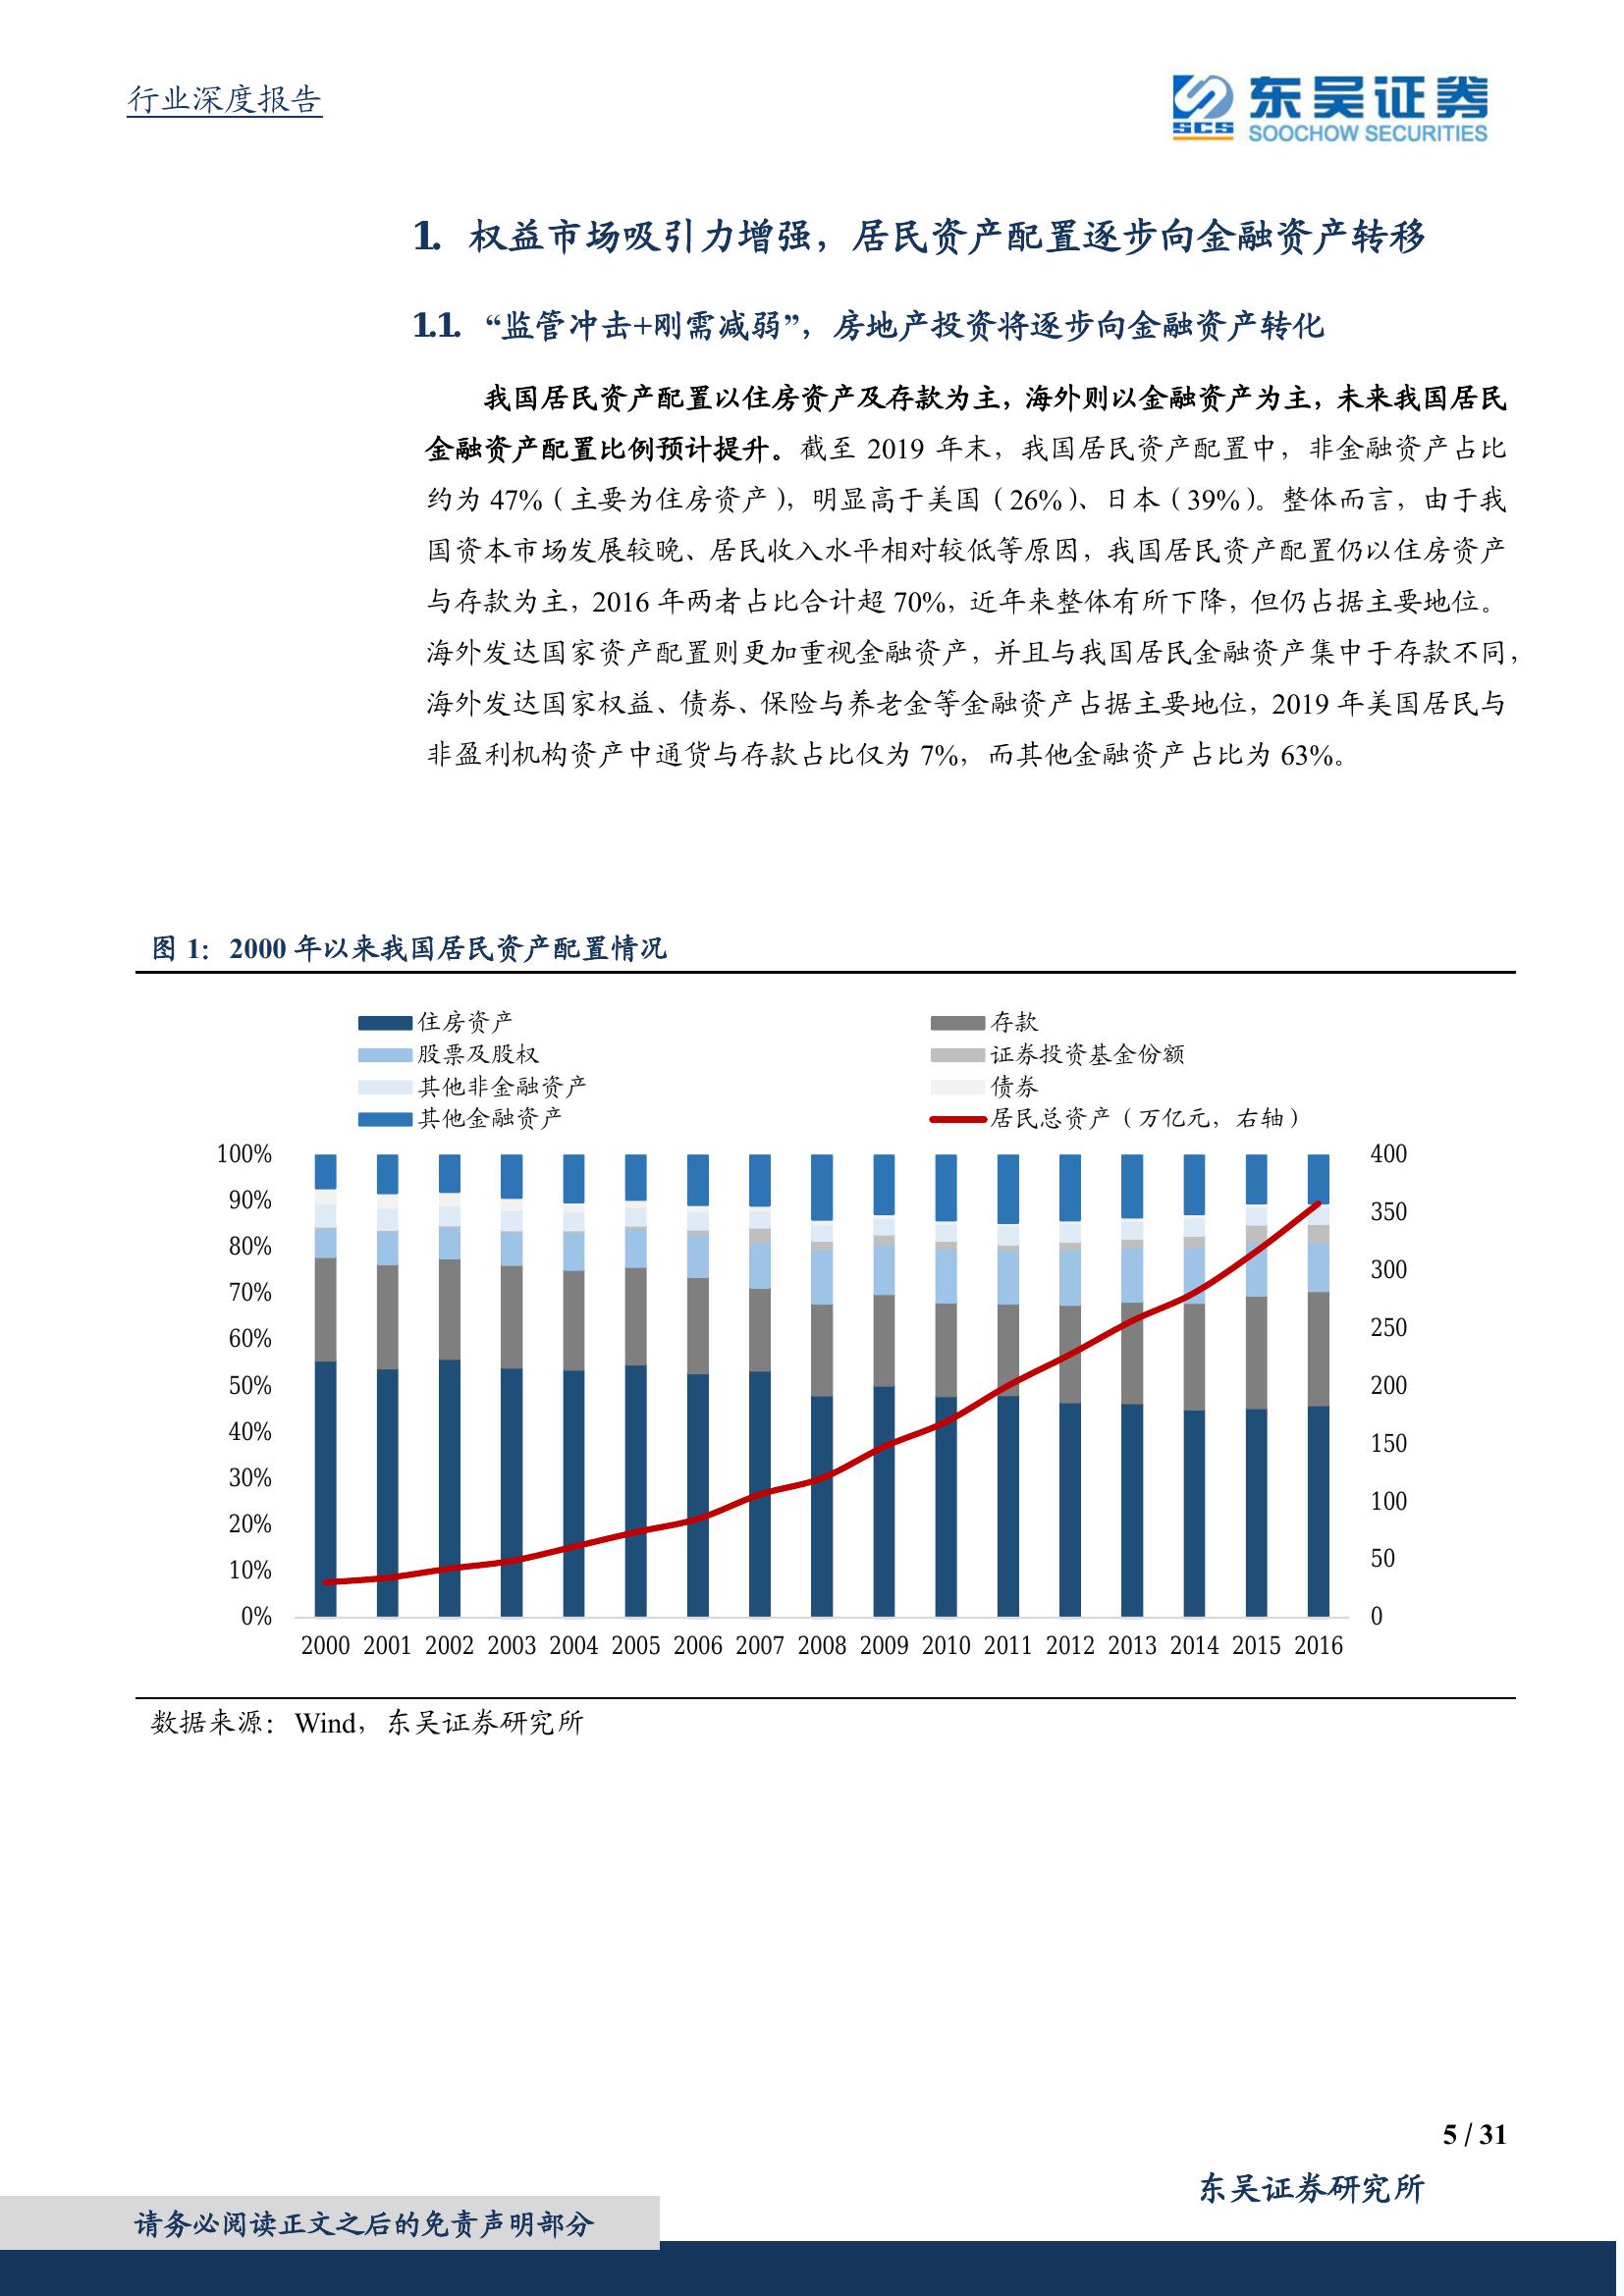 行业深度报告
SCS
东吴证券
SOOCHOW SECURITIES
1. 权益市场吸引力增强，居民资产配置逐步向金融资产转移
1.1. “监管冲击+刚需减弱”，房地产投资将逐步向金融资产转化
我国居民资产配置以住房资产及存款为主，海外则以金融资产为主，未来我国居民
金融资产配置比例预计提升。截至 2019 年末，我国居民资产配置中，非金融资产占比
约为 47%（主要为住房资产），明显高于美国（26%）、日本（39%）。整体而言，由于我
国资本市场发展较晚、居民收入水平相对较低等原因，我国居民资产配置仍以住房资产
与存款为主，2016 年两者占比合计超 70%，近年来整体有所下降，但仍占据主要地位。
海外发达国家资产配置则更加重视金融资产，并且与我国居民金融资产集中于存款不同，
海外发达国家权益、债券、保险与养老金等金融资产占据主要地位，2019 年美国居民与
非盈利机构资产中通货与存款占比仅为 7%，而其他金融资产占比为 63%。
图 1：2000 年以来我国居民资产配置情况
住房资产 存款
股票及股权 证券投资基金份额
其他非金融资产 债券
其他金融资产 居民总资产（万亿元，右轴）
100% 400
90% 350
80% 300
70% 250
60% 200
50% 150
40% 100
30% 50
20% 0
10%
0%
2000 2001 2002 2003 2004 2005 2006 2007 2008 2009 2010 2011 2012 2013 2014 2015 2016
数据来源：Wind，东吴证券研究所
5 / 31
东吴证券研究所
请务必阅读正文之后的免责声明部分